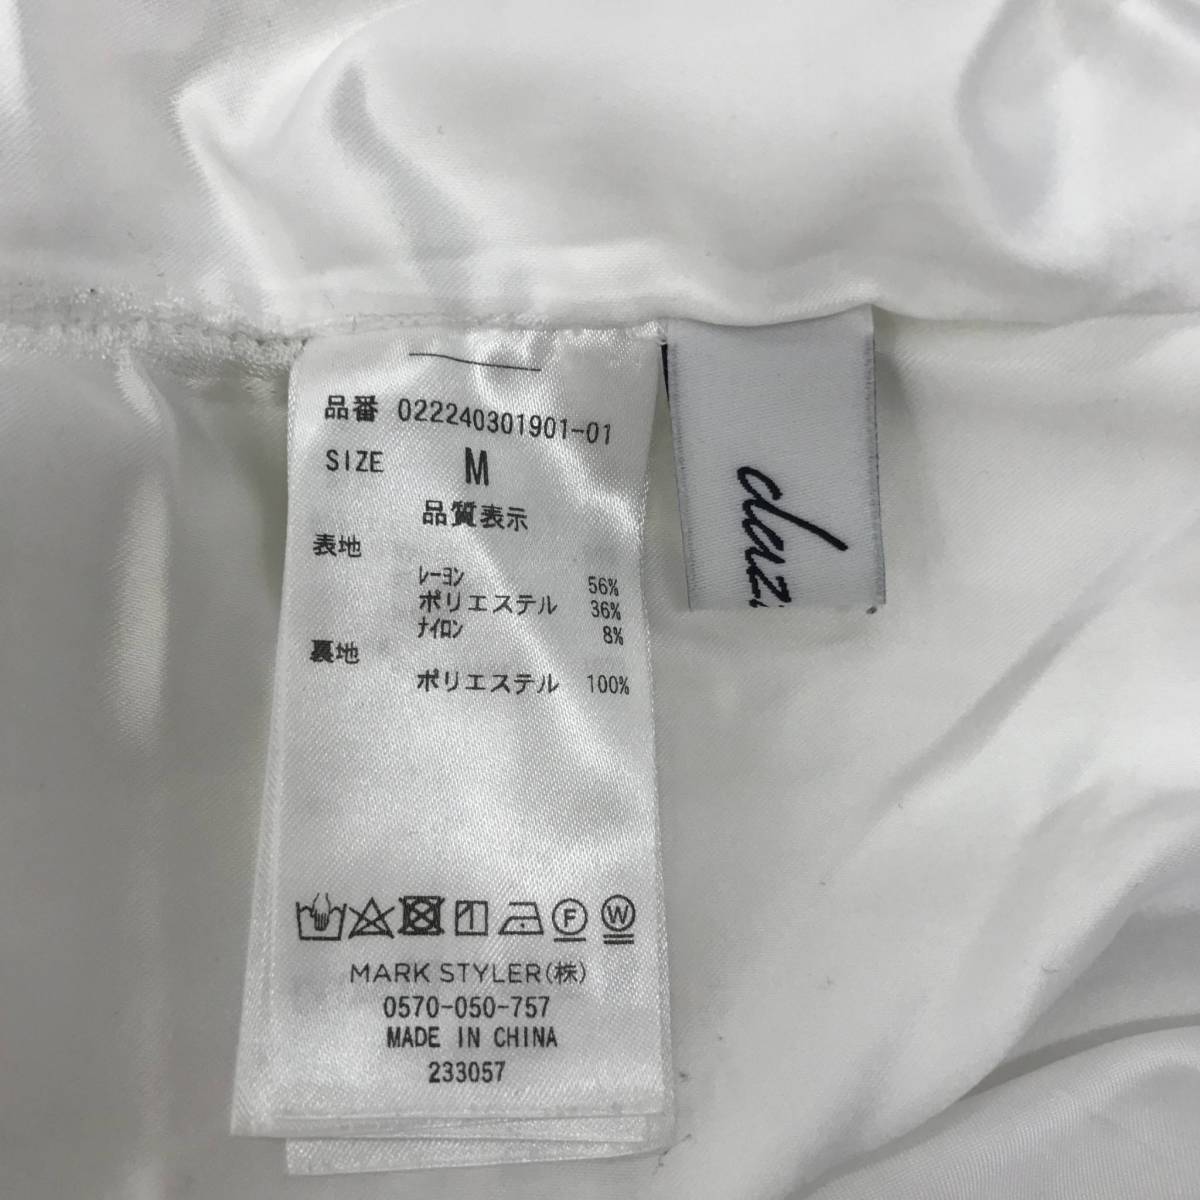 品番 022240301901-01
SIZE M
品質表示
表地
ﾚｰﾖﾝ 56%
ポリエステル 36%
ﾅｲﾛﾝ 8%
裏地
ポリエステル 100%
F W
MARK STYLER(株)
0570-050-757
MADE IN CHINA
233057